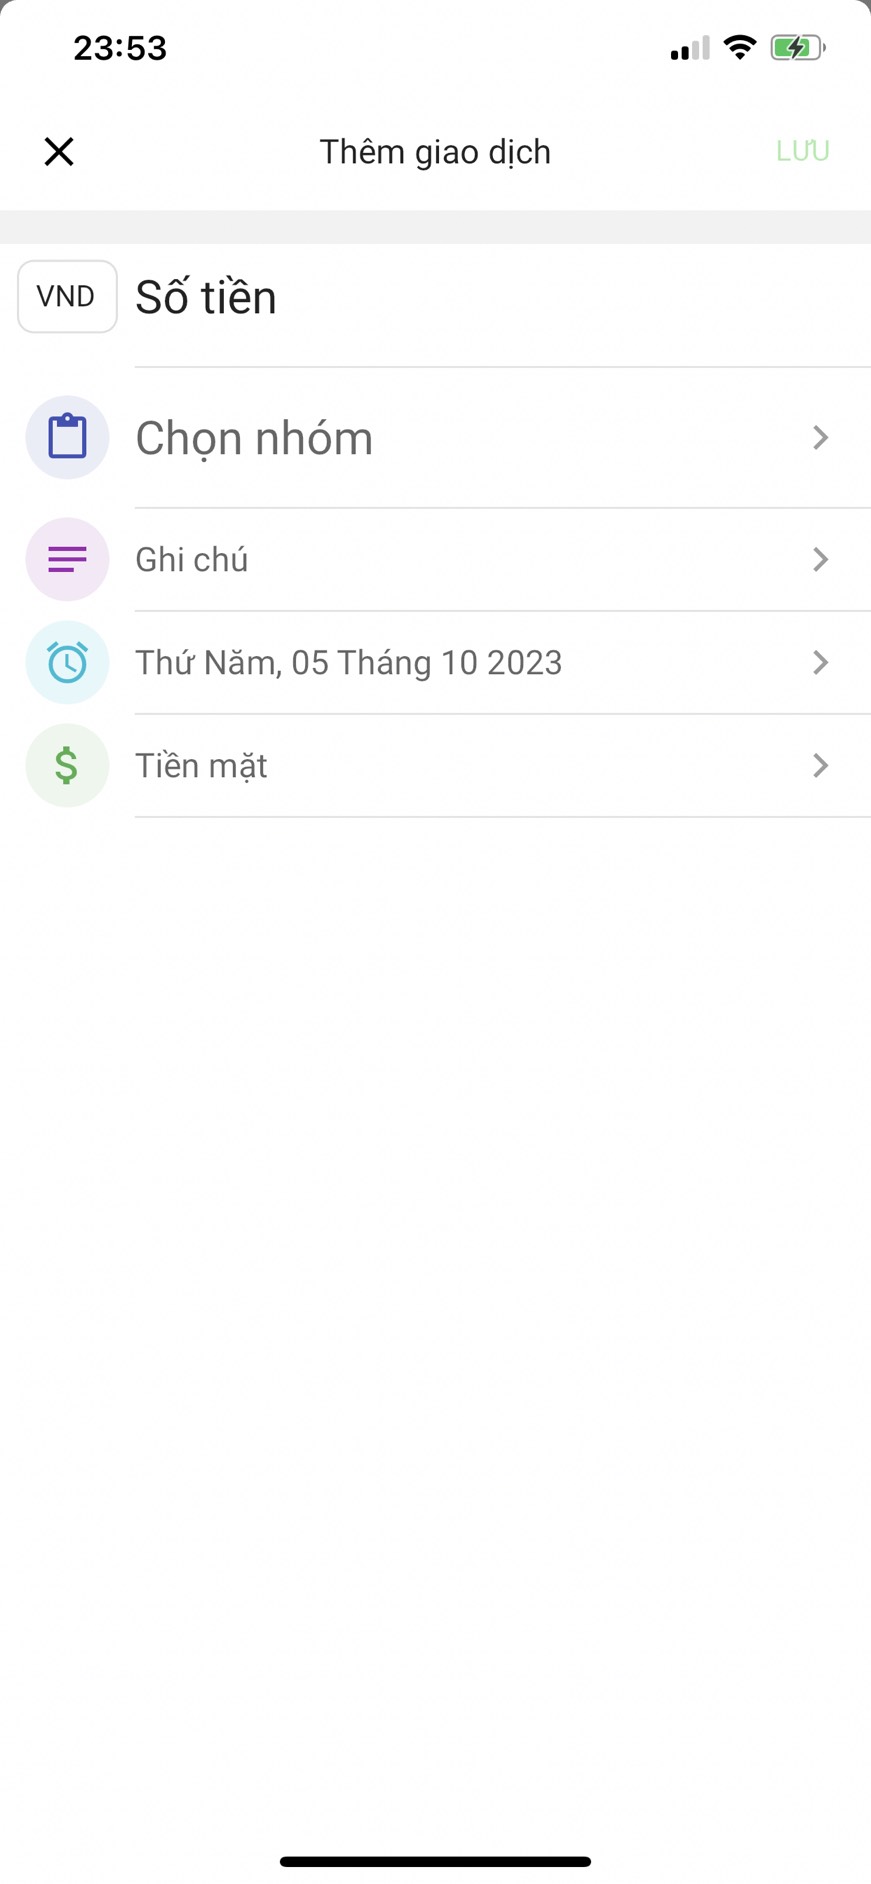 23:53
Thêm giao dịch
LƯU
VND
Số tiền
Chọn nhóm
Ghi chú
Thứ Năm, 05 Tháng 10 2023
$
Tiền mặt